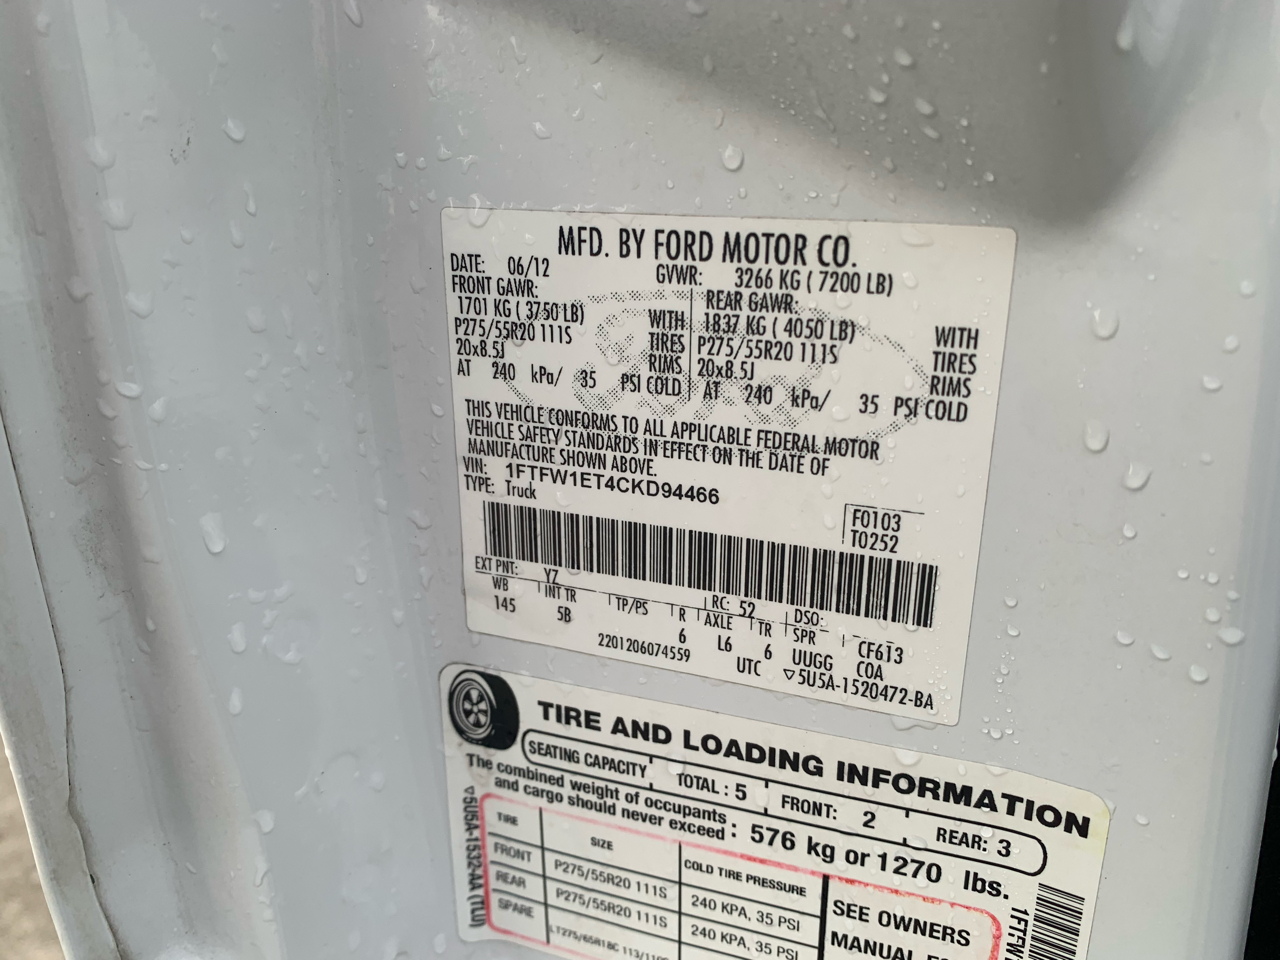 MFD. BY FORD MOTOR CO.
DATE: 06/12 GVWR: 3266 KG ( 7200 LB)
FRONT GAWR: REAR GAWR:
1701 KG ( 3750 LB) WITH 1837 KG ( 4050 LB) WITH
P275/55R20 111S TIRES P275/55R20 111S TIRES
20x8.5J RIMS 20x8.5J RIMS
AT 240 kPa/ 35 PSI COLD AT 240 kPa/ 35 PSI COLD
THIS VEHICLE CONFORMS TO ALL APPLICABLE FEDERAL MOTOR
VEHICLE SAFETY STANDARDS IN EFFECT ON THE DATE OF
MANUFACTURE SHOWN ABOVE.
VIN: 1FTFW1ET4CKD94466
TYPE: Truck
F0103
T0252
EXT PNT: YZ RC: 52 DSO:
WB INT TR TP/PS R AXLE TR SPR CF613
145 5B 6 L6 6 UUGG COA
2201206074559 UTC ▽5U5A-1520472-BA
TIRE AND LOADING INFORMATION
SEATING CAPACITY TOTAL : 5 FRONT: 2 REAR: 3
The combined weight of occupants
and cargo should never exceed : 576 kg or 1270 lbs.
TIRE SIZE COLD TIRE PRESSURE
FRONT P275/55R20 111S 240 KPA, 35 PSI
REAR P275/55R20 111S 240 KPA, 35 PSI
SPARE LT275/65R18C
SEE OWNERS
MANUAL
▽5U5A-1532-AA (TLU)
1FTFW